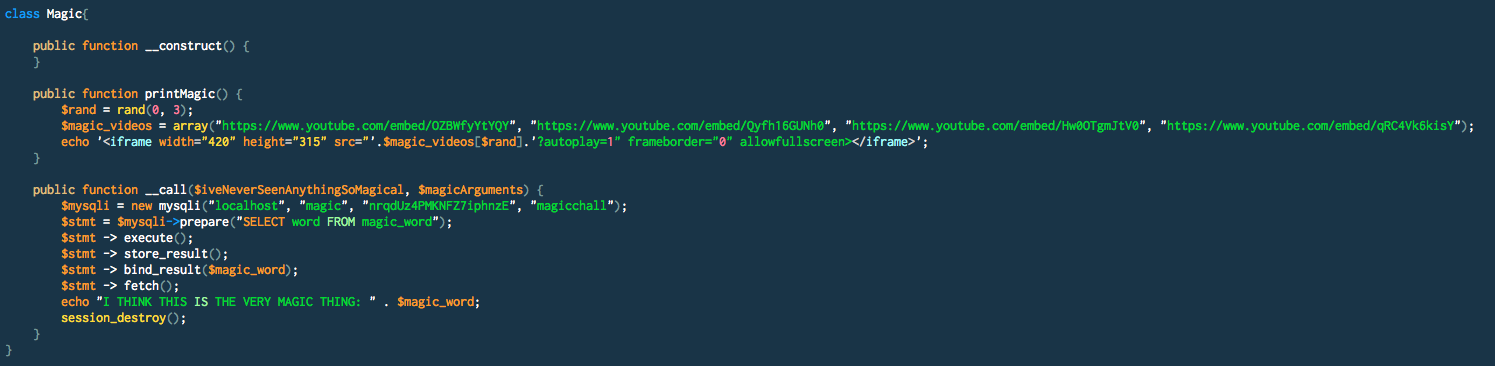 class Magic{
public function __construct() {
}
public function printMagic() {
$rand = rand(0, 3);
$magic_videos = array("https://www.youtube.com/embed/OZBWfyYtYQY", "https://www.youtube.com/embed/Qyfh16GUNh0", "https://www.youtube.com/embed/Hw0OTgmJtV0", "https://www.youtube.com/embed/qRC4Vk6kisY");
echo '<iframe width="420" height="315" src="'.$magic_videos[$rand].'?autoplay=1" frameborder="0" allowfullscreen></iframe>';
}
public function __call($iveNeverSeenAnythingSoMagical, $magicArguments) {
$mysqli = new mysqli("localhost", "magic", "nrqdUz4PMKNFZ7iphnzE", "magicchall");
$stmt = $mysqli->prepare("SELECT word FROM magic_word");
$stmt -> execute();
$stmt -> store_result();
$stmt -> bind_result($magic_word);
$stmt -> fetch();
echo "I THINK THIS IS THE VERY MAGIC THING: " . $magic_word;
session_destroy();
}
}